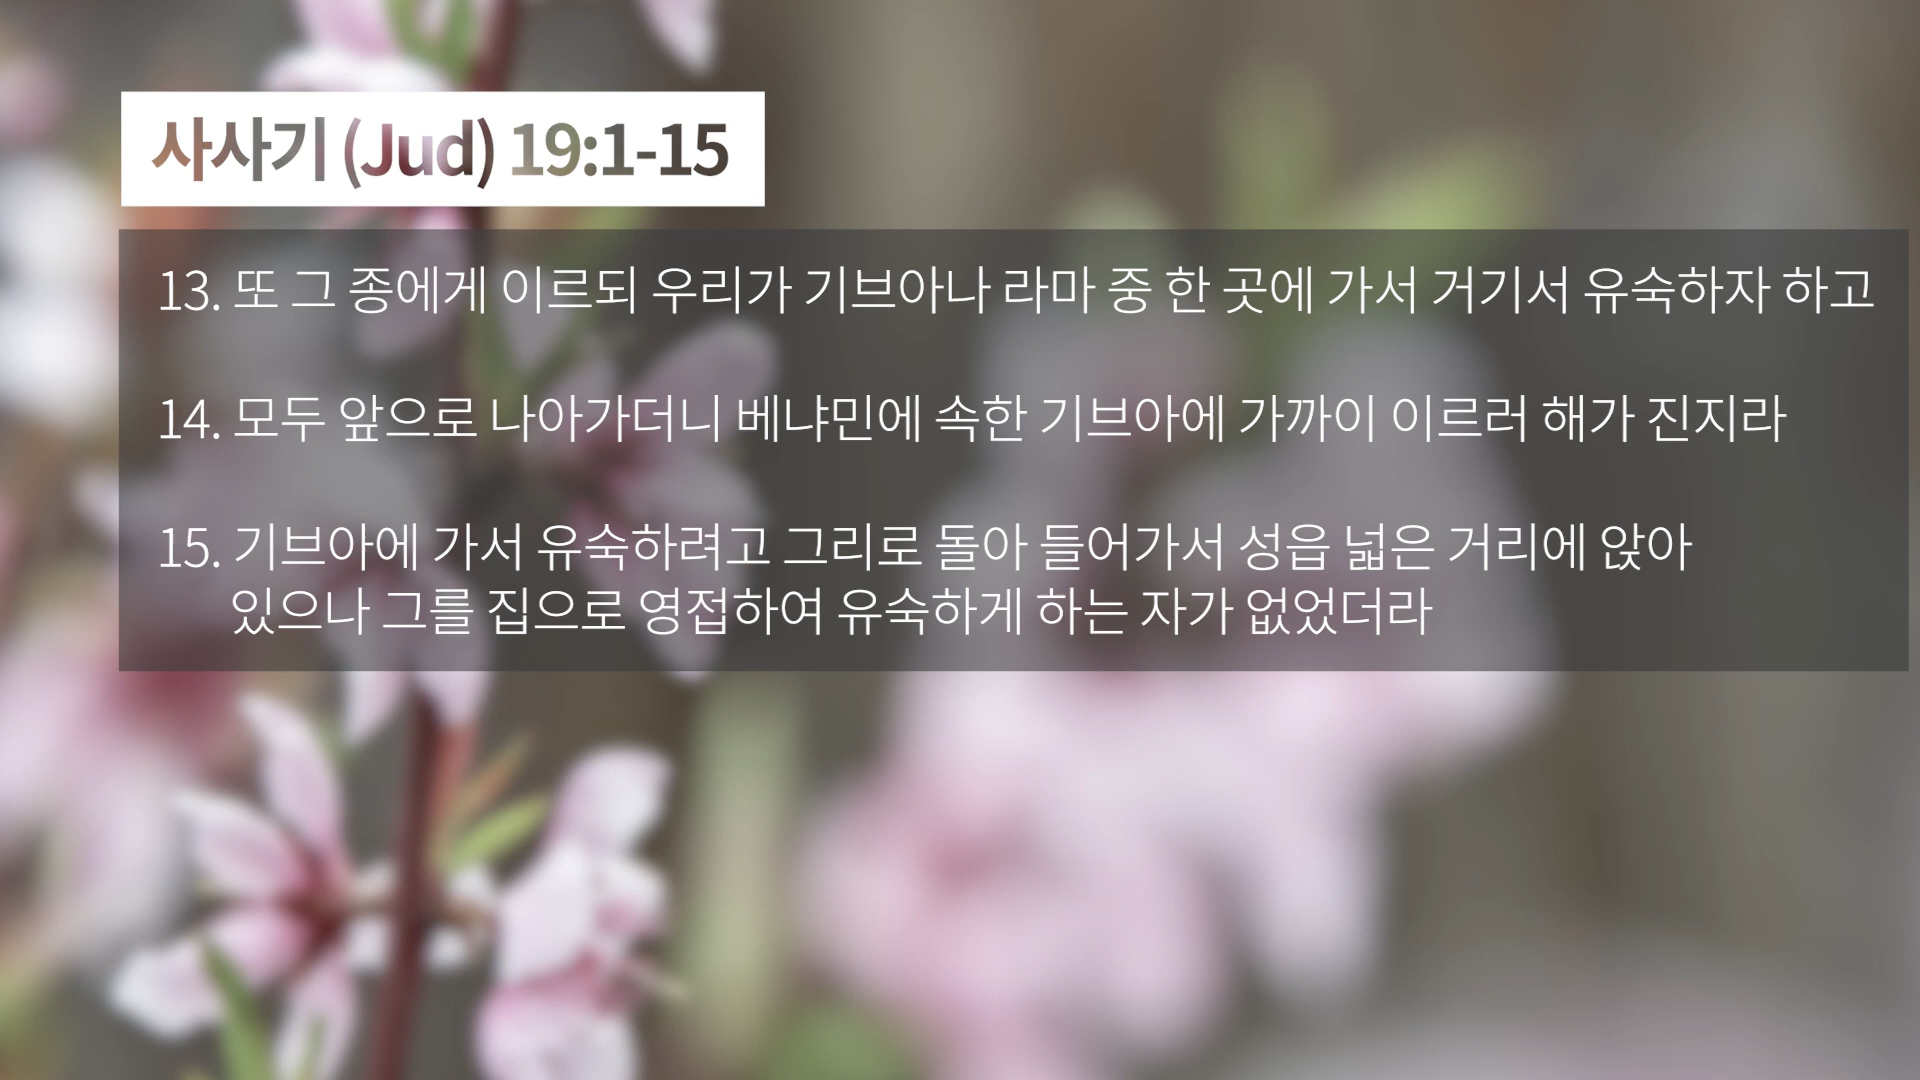 사사기 (Jud) 19:1-15
13. 또 그 종에게 이르되 우리가 기브아나 라마 중 한 곳에 가서 거기서 유숙하자 하고
14. 모두 앞으로 나아가더니 베냐민에 속한 기브아에 가까이 이르러 해가 진지라
15. 기브아에 가서 유숙하려고 그리로 돌아 들어가서 성읍 넓은 거리에 앉아
있으나 그를 집으로 영접하여 유숙하게 하는 자가 없었더라